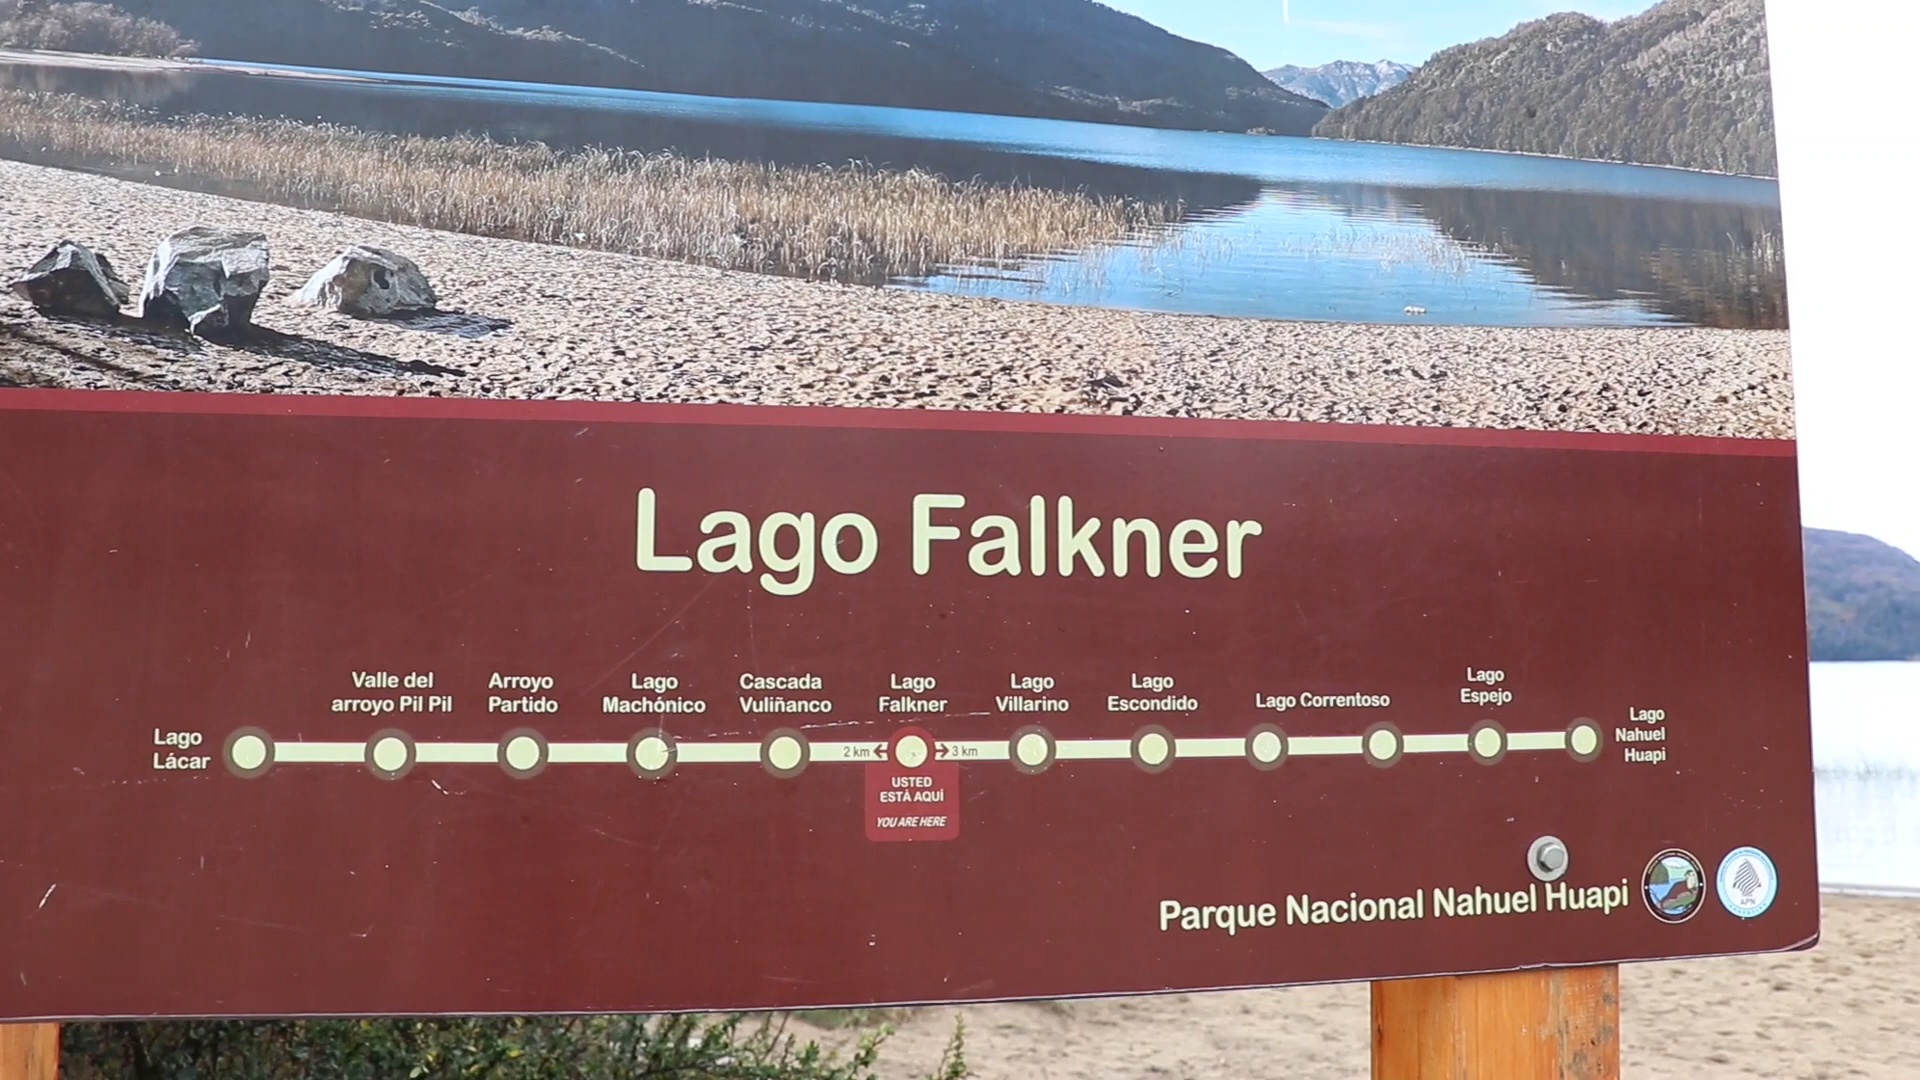 Lago Falkner
Lago
Lácar
Valle del
arroyo Pil Pil
Arroyo
Partido
Lago
Machónico
Cascada
Vuliñanco
Lago
Falkner
Lago
Villarino
Lago
Escondido
Lago Correntoso
Lago
Espejo
Lago
Nahuel
Huapi
2 km
3 km
USTED
ESTÁ AQUÍ
YOU ARE HERE
Parque Nacional Nahuel Huapi
APN